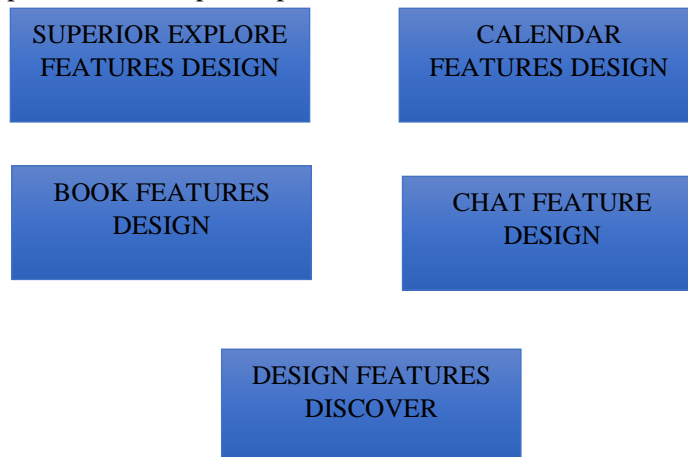 SUPERIOR EXPLORE
FEATURES DESIGN
CALENDAR
FEATURES DESIGN
BOOK FEATURES
DESIGN
CHAT FEATURE
DESIGN
DESIGN FEATURES
DISCOVER